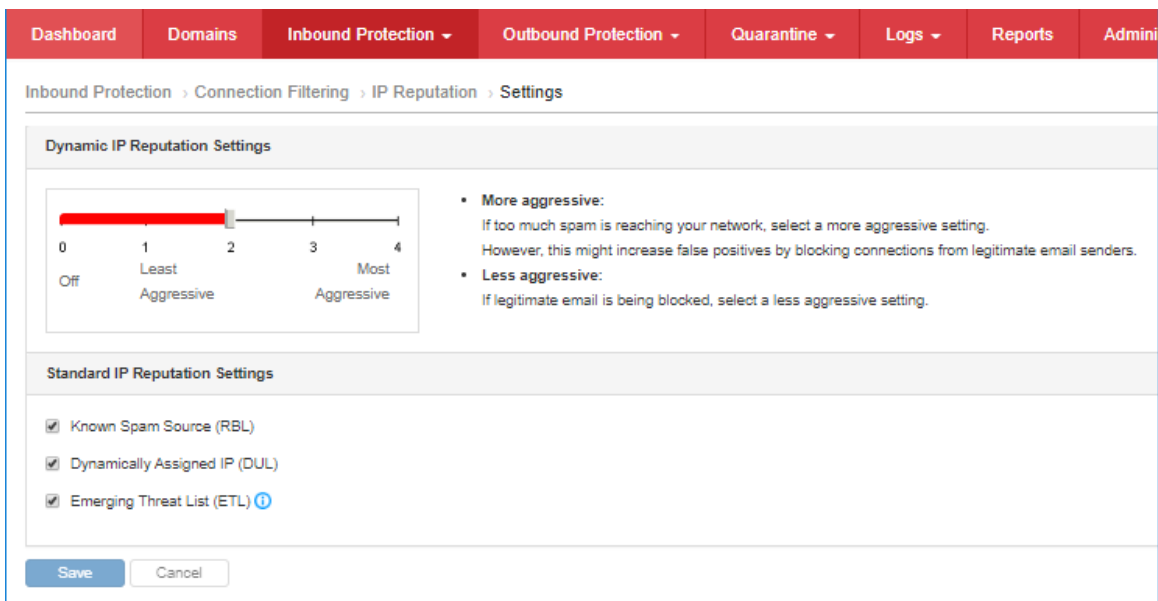 Dashboard Domains Inbound Protection Outbound Protection Quarantine Logs Reports Admini
Inbound Protection › Connection Filtering › IP Reputation › Settings
Dynamic IP Reputation Settings
0 1 2 3 4
Off Least Aggressive Most Aggressive
• More aggressive:
If too much spam is reaching your network, select a more aggressive setting.
However, this might increase false positives by blocking connections from legitimate email senders.
• Less aggressive:
If legitimate email is being blocked, select a less aggressive setting.
Standard IP Reputation Settings
Known Spam Source (RBL)
Dynamically Assigned IP (DUL)
Emerging Threat List (ETL)
Save Cancel